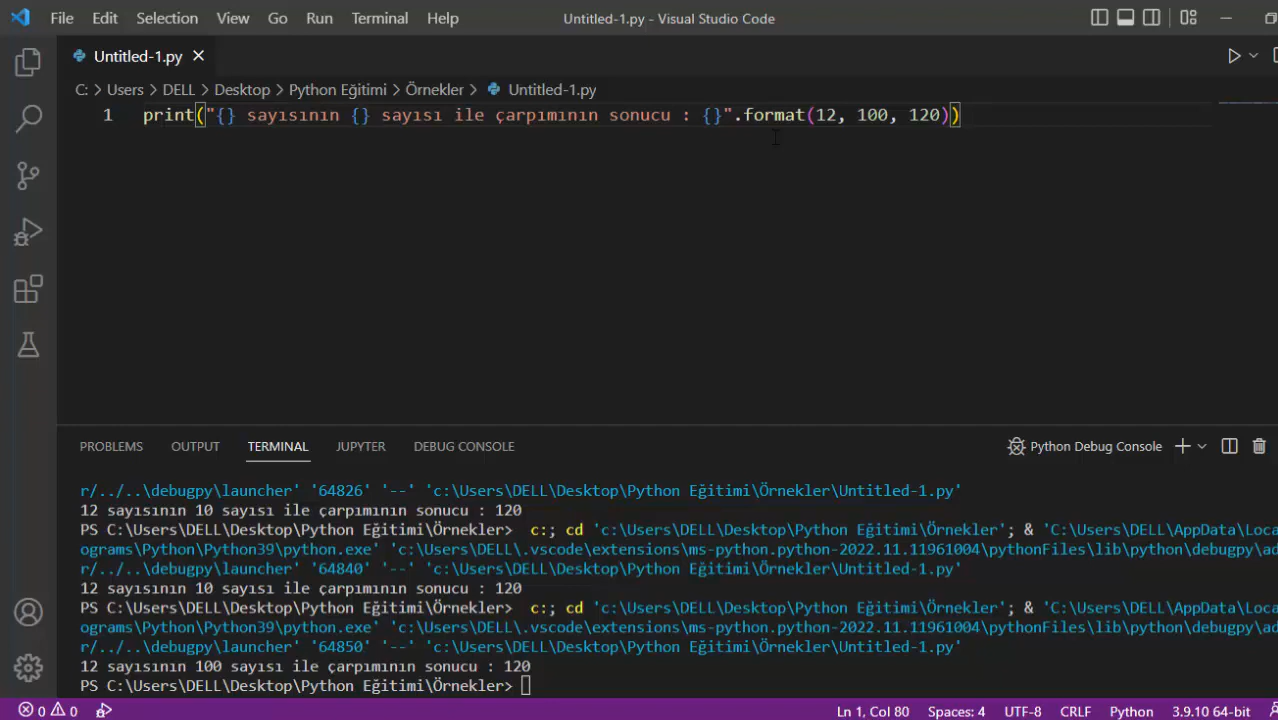 File Edit Selection View Go Run Terminal Help Untitled-1.py - Visual Studio Code
Untitled-1.py
C: > Users > DELL > Desktop > Python Eğitimi > Örnekler > Untitled-1.py
1 print("{} sayısının {} sayısı ile çarpımının sonucu : {}".format(12, 100, 120))
PROBLEMS OUTPUT TERMINAL JUPYTER DEBUG CONSOLE Python Debug Console
r/../..\debugpy\launcher' '64826' '--' 'c:\Users\DELL\Desktop\Python Eğitimi\Örnekler\Untitled-1.py'
12 sayısının 10 sayısı ile çarpımının sonucu : 120
PS C:\Users\DELL\Desktop\Python Eğitimi\Örnekler> c:; cd 'c:\Users\DELL\Desktop\Python Eğitimi\Örnekler'; & 'C:\Users\DELL\AppData\Loca
ograms\Python\Python39\python.exe' 'c:\Users\DELL\.vscode\extensions\ms-python.python-2022.11.11961004\pythonFiles\lib\python\debugpy\ad
r/../..\debugpy\launcher' '64840' '--' 'c:\Users\DELL\Desktop\Python Eğitimi\Örnekler\Untitled-1.py'
12 sayısının 10 sayısı ile çarpımının sonucu : 120
PS C:\Users\DELL\Desktop\Python Eğitimi\Örnekler> c:; cd 'c:\Users\DELL\Desktop\Python Eğitimi\Örnekler'; & 'C:\Users\DELL\AppData\Loca
ograms\Python\Python39\python.exe' 'c:\Users\DELL\.vscode\extensions\ms-python.python-2022.11.11961004\pythonFiles\lib\python\debugpy\ad
r/../..\debugpy\launcher' '64850' '--' 'c:\Users\DELL\Desktop\Python Eğitimi\Örnekler\Untitled-1.py'
12 sayısının 100 sayısı ile çarpımının sonucu : 120
PS C:\Users\DELL\Desktop\Python Eğitimi\Örnekler>
0 0 Ln 1, Col 80 Spaces: 4 UTF-8 CRLF Python 3.9.10 64-bit